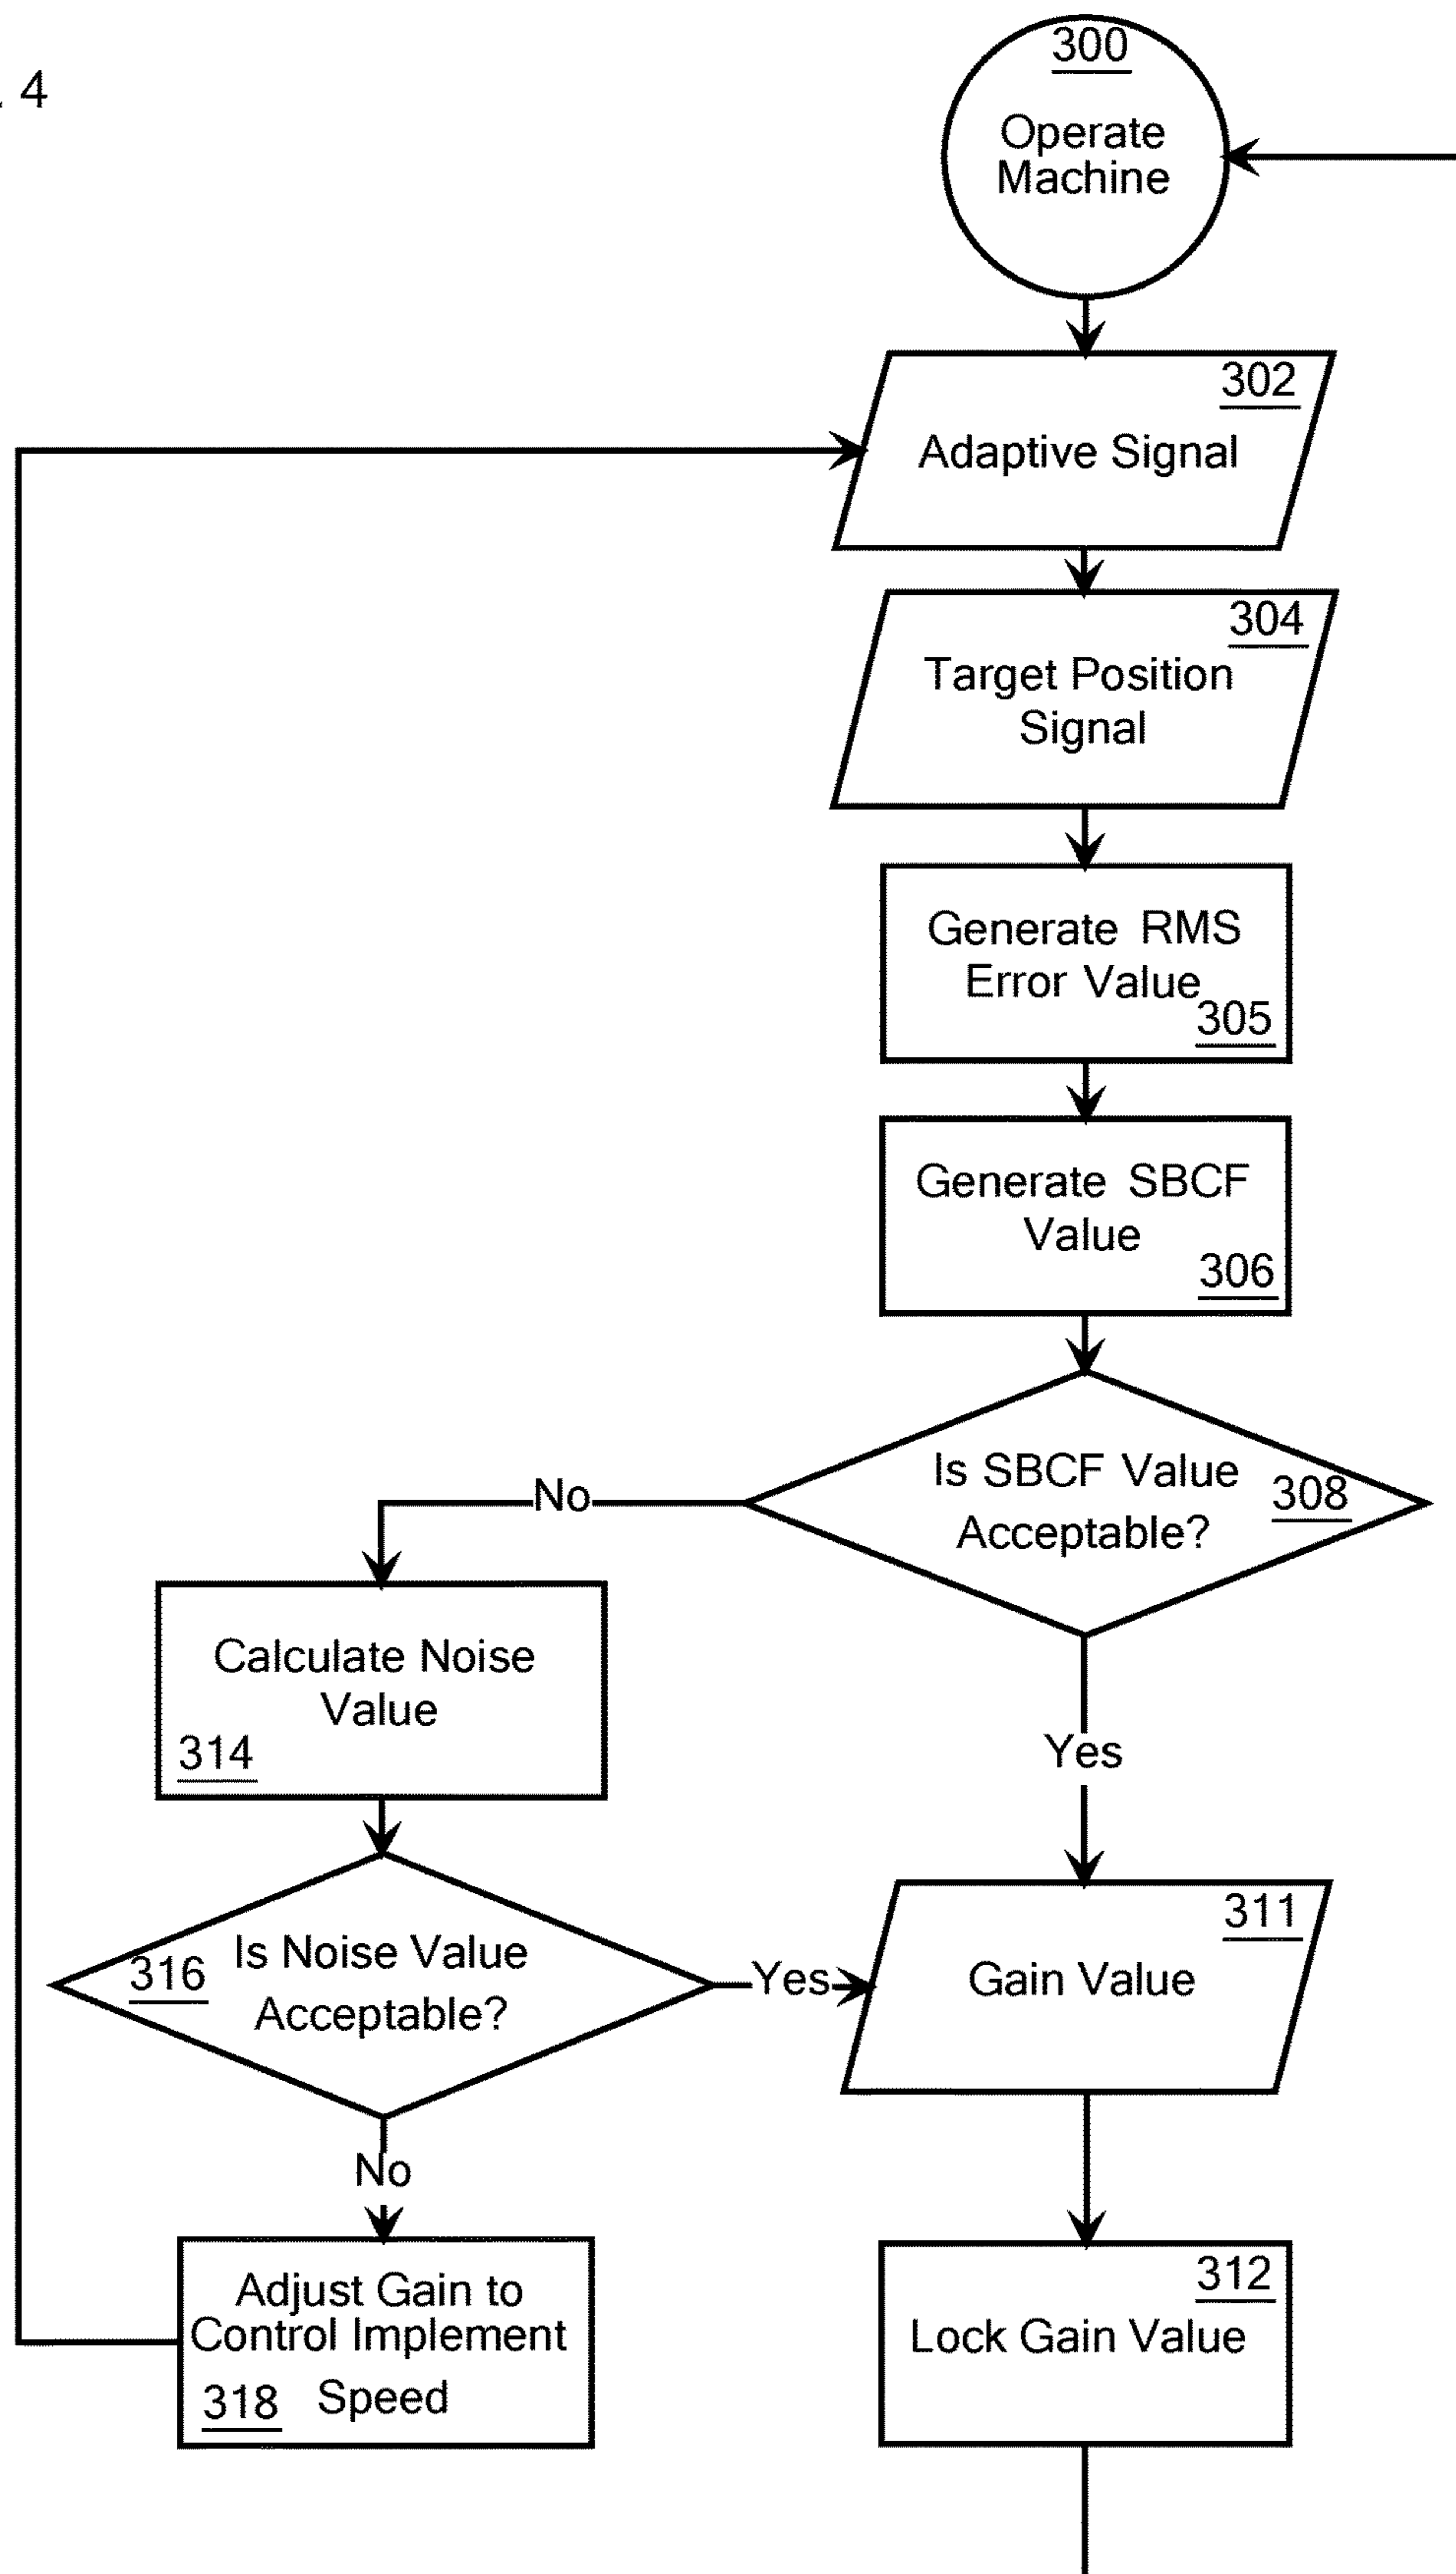 . 4
300
Operate
Machine
302
Adaptive Signal
304
Target Position
Signal
Generate RMS
Error Value
305
Generate SBCF
Value
306
Is SBCF Value
308
Acceptable?
No
Calculate Noise
Value
314
Yes
Is Noise Value
316
Acceptable?
Yes
311
Gain Value
No
Adjust Gain to
Control Implement
318 Speed
312
Lock Gain Value